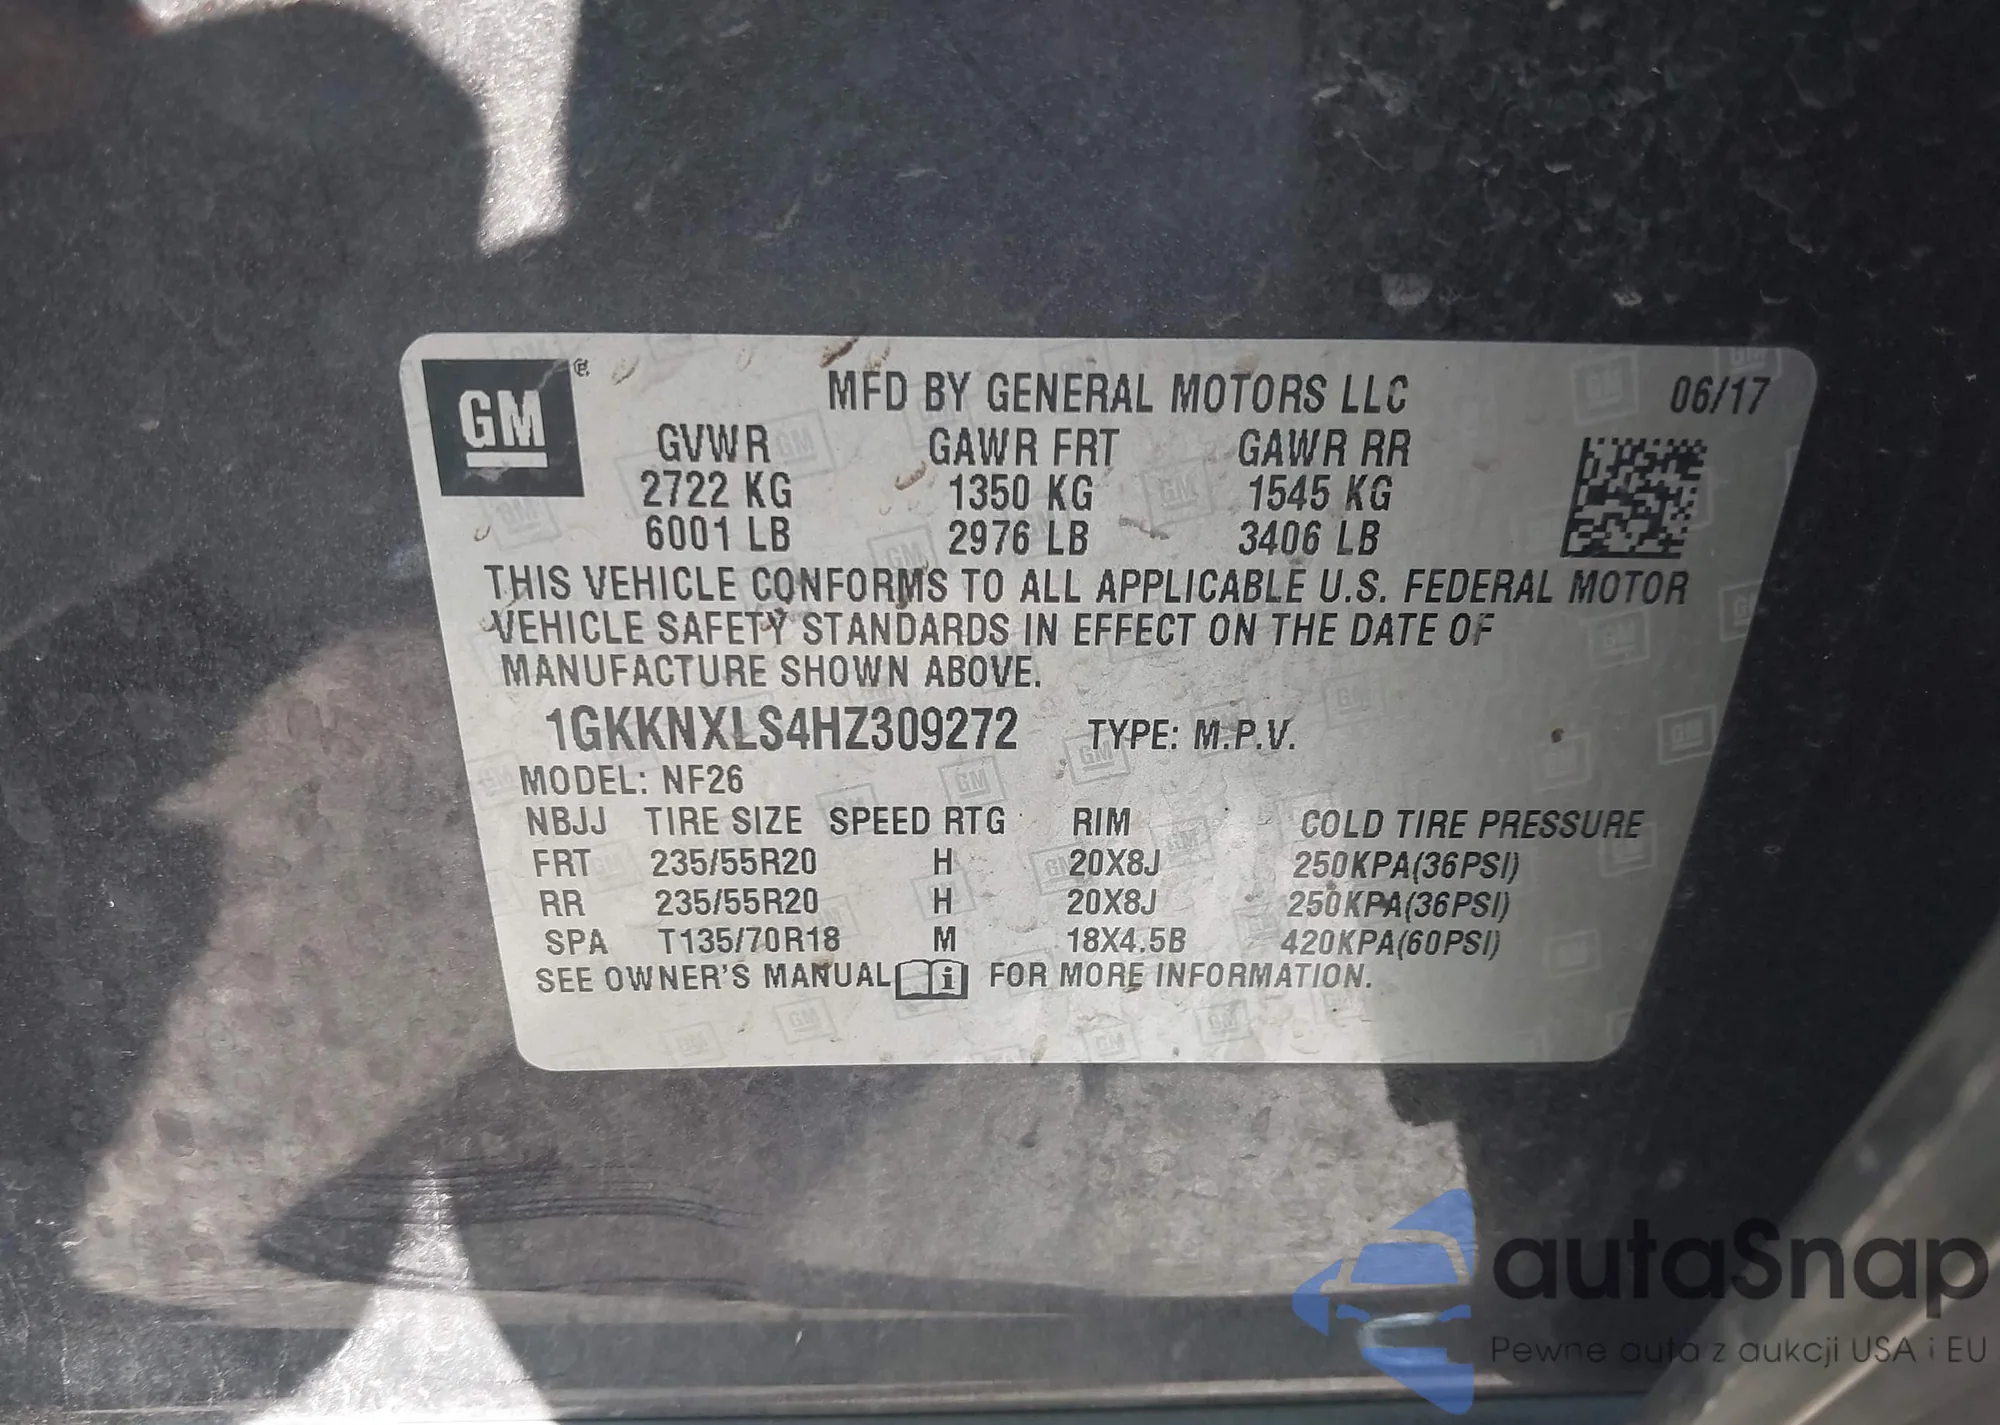 GM
MFD BY GENERAL MOTORS LLC 06/17
GVWR GAWR FRT GAWR RR
2722 KG 1350 KG 1545 KG
6001 LB 2976 LB 3406 LB
THIS VEHICLE CONFORMS TO ALL APPLICABLE U.S. FEDERAL MOTOR
VEHICLE SAFETY STANDARDS IN EFFECT ON THE DATE OF
MANUFACTURE SHOWN ABOVE.
1GKKNXLS4HZ309272 TYPE: M.P.V.
MODEL: NF26
NBJJ TIRE SIZE SPEED RTG RIM COLD TIRE PRESSURE
FRT 235/55R20 H 20X8J 250KPA(36PSI)
RR 235/55R20 H 20X8J 250KPA(36PSI)
SPA T135/70R18 M 18X4.5B 420KPA(60PSI)
SEE OWNER'S MANUAL i FOR MORE INFORMATION.
autaSnap
Pewne auta z aukcji USA i EU